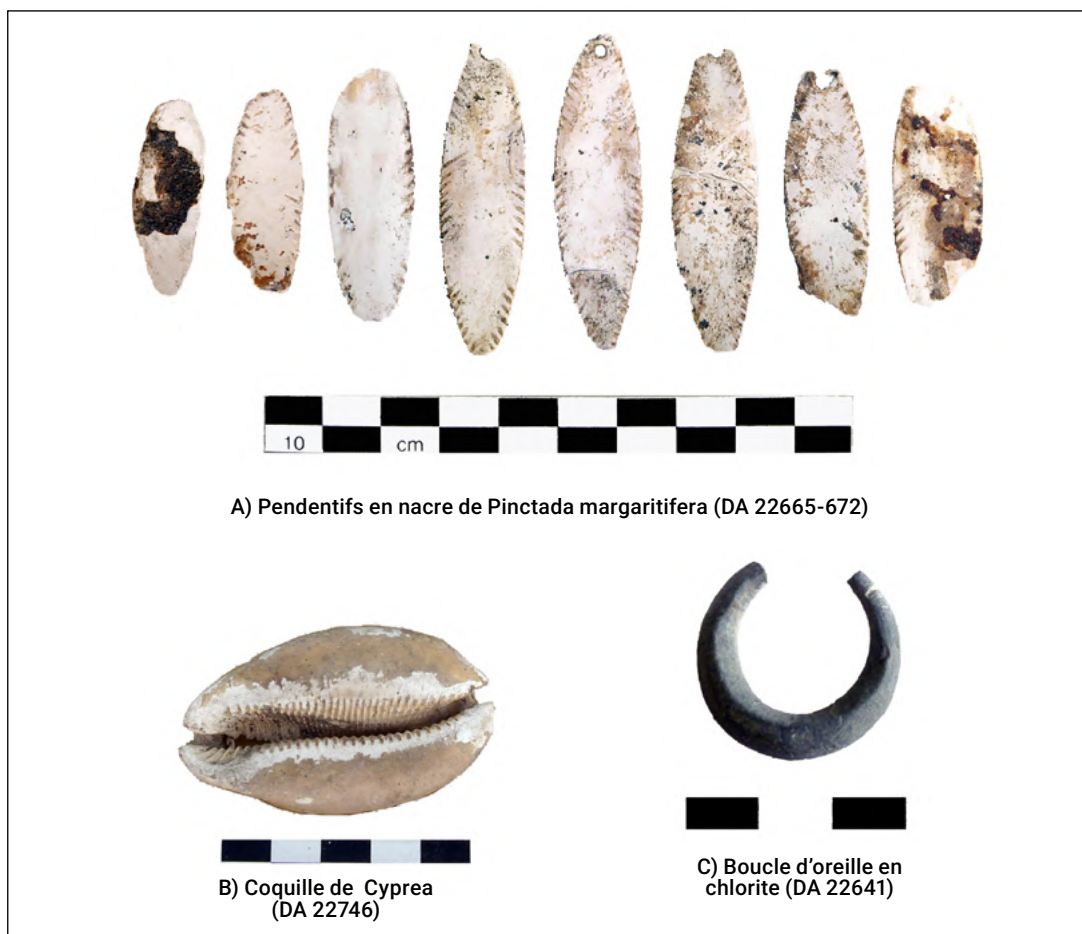 10 cm
A) Pendentifs en nacre de Pinctada margaritifera (DA 22665-672)
B) Coquille de Cyprea
(DA 22746)
C) Boucle d'oreille en
chlorite (DA 22641)